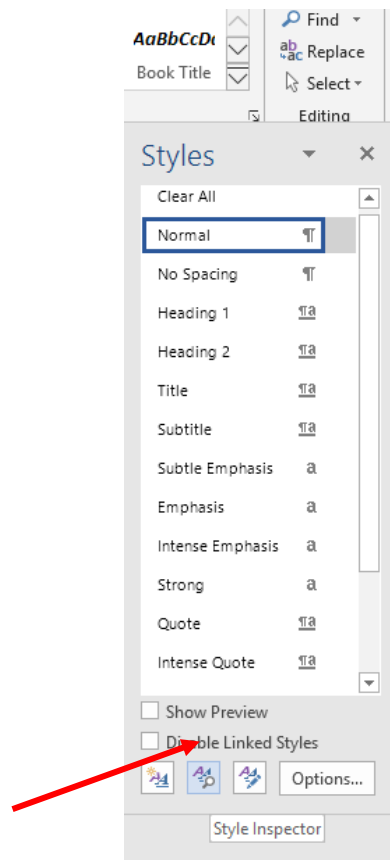 Find
AaBbCcDc
Replace
Book Title
Select
Editing
Styles
Clear All
Normal
No Spacing
Heading 1
Heading 2
Title
Subtitle
Subtle Emphasis
Emphasis
Intense Emphasis
Strong
Quote
Intense Quote
Show Preview
Disable Linked Styles
Options...
Style Inspector